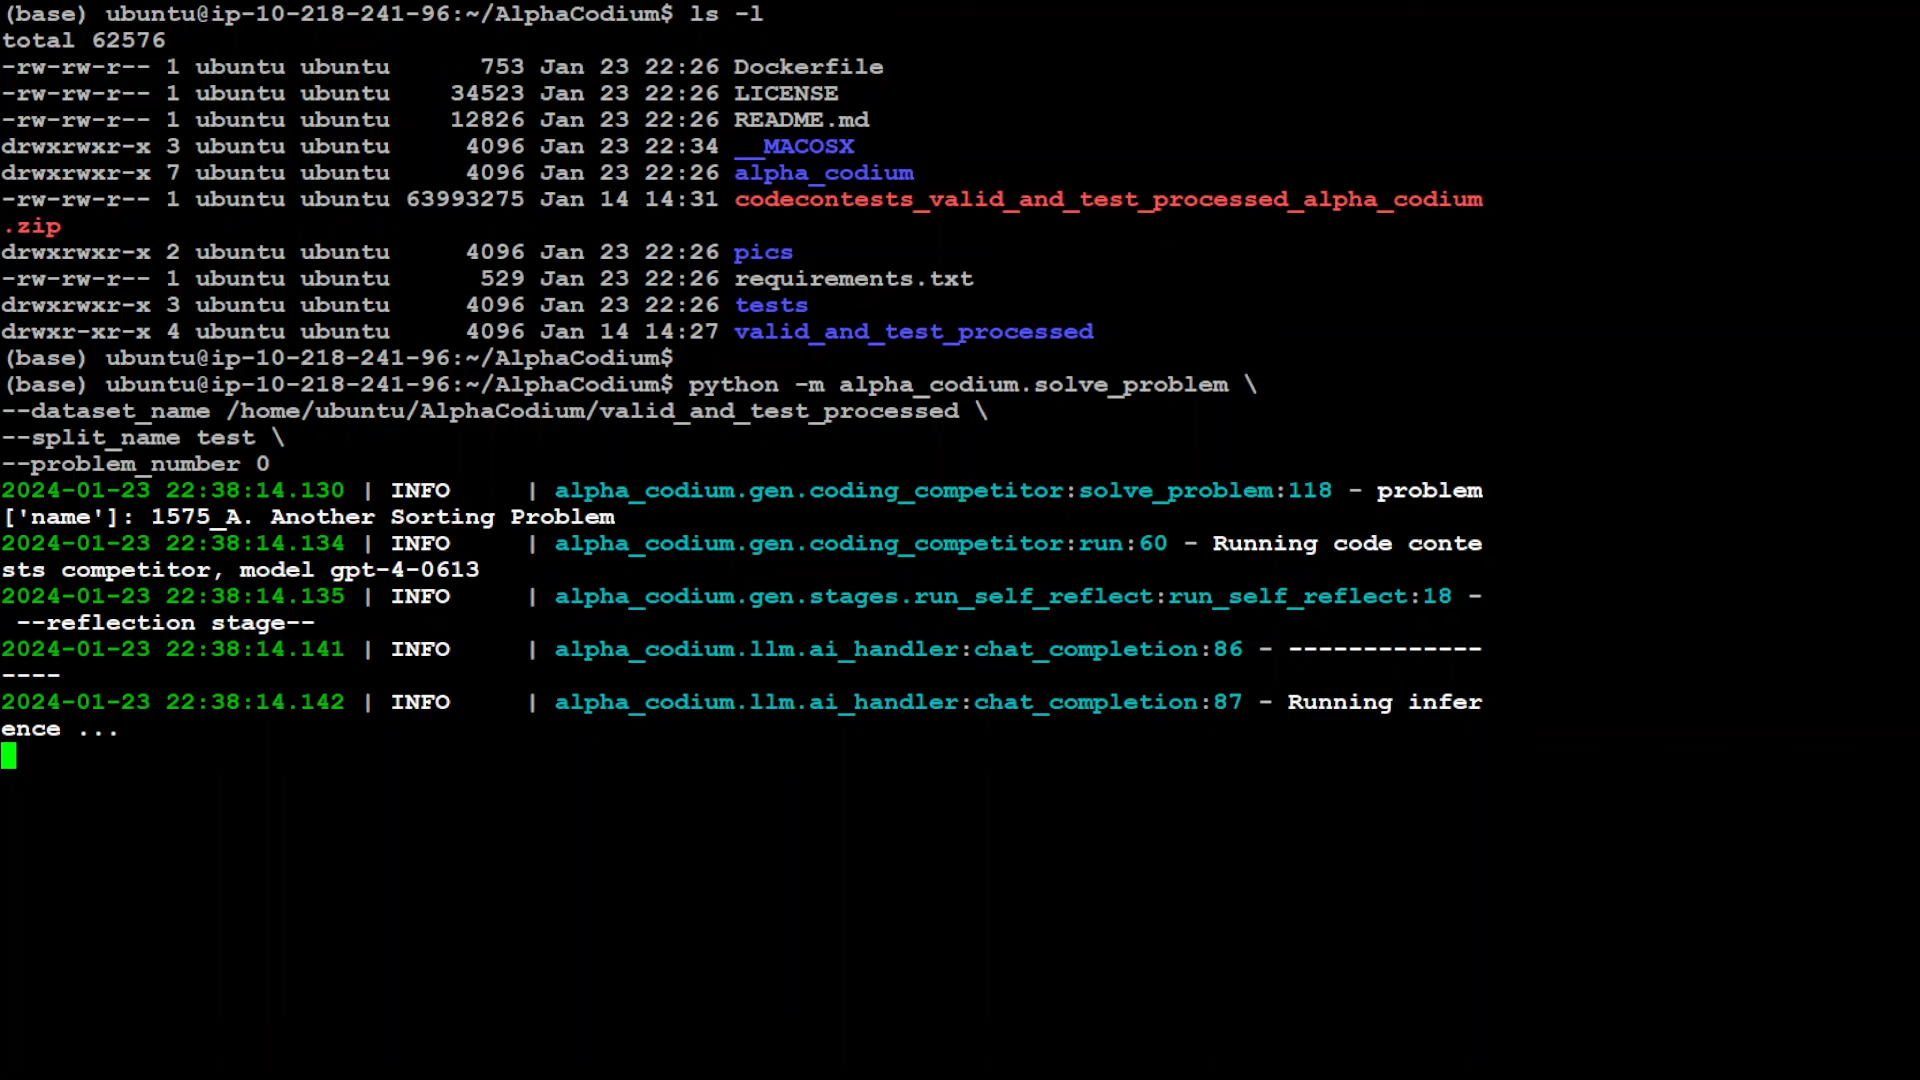 (base) ubuntu@ip-10-218-241-96:~/AlphaCodium$ ls -l
total 62576
-rw-rw-r-- 1 ubuntu ubuntu      753 Jan 23 22:26 Dockerfile
-rw-rw-r-- 1 ubuntu ubuntu    34523 Jan 23 22:26 LICENSE
-rw-rw-r-- 1 ubuntu ubuntu    12826 Jan 23 22:26 README.md
drwxrwxr-x 3 ubuntu ubuntu     4096 Jan 23 22:34 __MACOSX
drwxrwxr-x 7 ubuntu ubuntu     4096 Jan 23 22:26 alpha_codium
-rw-rw-r-- 1 ubuntu ubuntu 63993275 Jan 14 14:31 codecontests_valid_and_test_processed_alpha_codium
.zip
drwxrwxr-x 2 ubuntu ubuntu     4096 Jan 23 22:26 pics
-rw-rw-r-- 1 ubuntu ubuntu      529 Jan 23 22:26 requirements.txt
drwxrwxr-x 3 ubuntu ubuntu     4096 Jan 23 22:26 tests
drwxr-xr-x 4 ubuntu ubuntu     4096 Jan 14 14:27 valid_and_test_processed
(base) ubuntu@ip-10-218-241-96:~/AlphaCodium$
(base) ubuntu@ip-10-218-241-96:~/AlphaCodium$ python -m alpha_codium.solve_problem \
--dataset_name /home/ubuntu/AlphaCodium/valid_and_test_processed \
--split_name test \
--problem_number 0
2024-01-23 22:38:14.130 | INFO     | alpha_codium.gen.coding_competitor:solve_problem:118 - problem
['name']: 1575_A. Another Sorting Problem
2024-01-23 22:38:14.134 | INFO     | alpha_codium.gen.coding_competitor:run:60 - Running code conte
sts competitor, model gpt-4-0613
2024-01-23 22:38:14.135 | INFO     | alpha_codium.gen.stages.run_self_reflect:run_self_reflect:18 -
 --reflection stage--
2024-01-23 22:38:14.141 | INFO     | alpha_codium.llm.ai_handler:chat_completion:86 - -------------
----
2024-01-23 22:38:14.142 | INFO     | alpha_codium.llm.ai_handler:chat_completion:87 - Running infer
ence ...